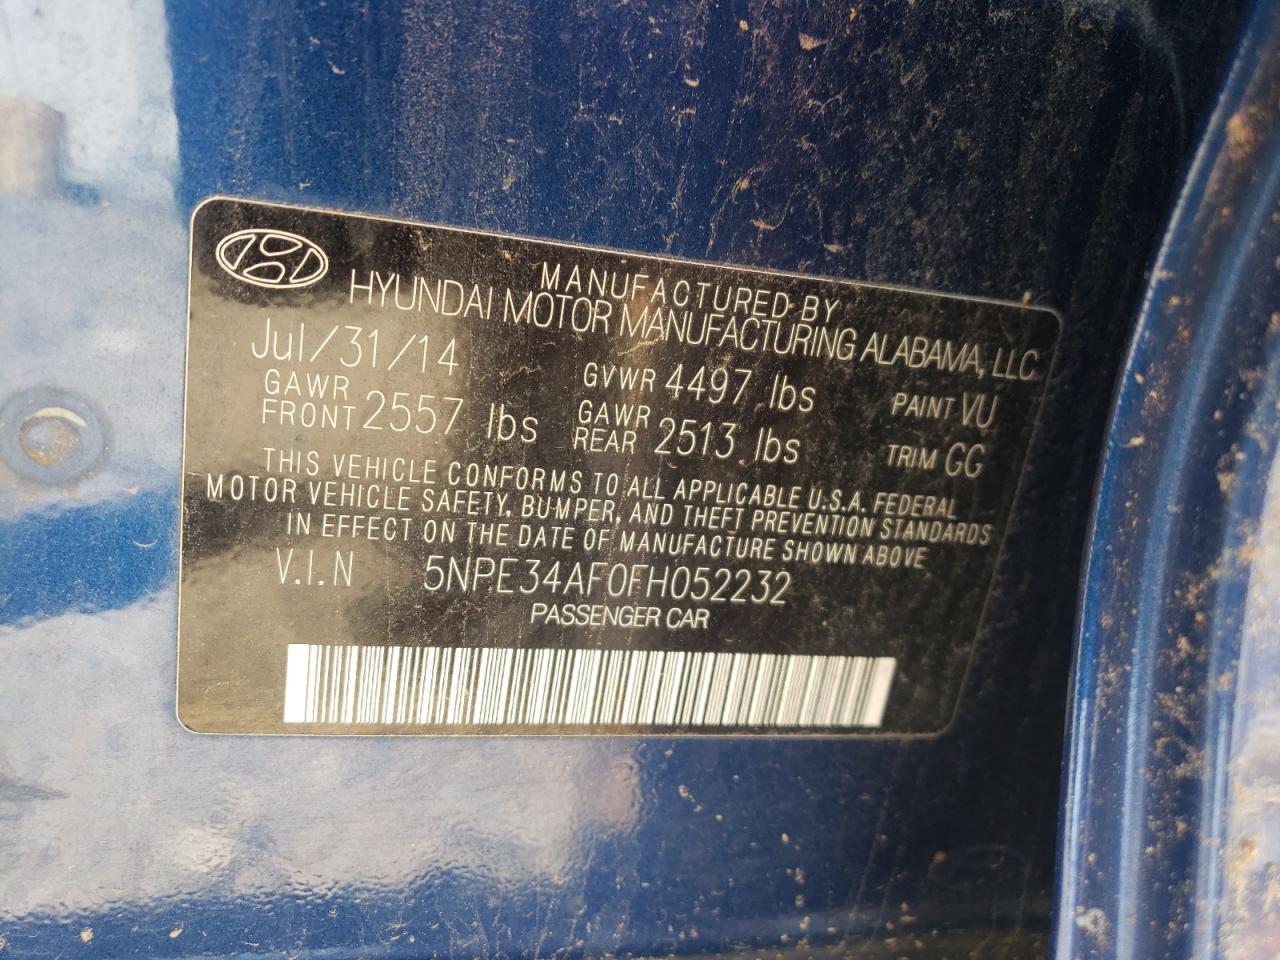 MANUFACTURED BY
HYUNDAI MOTOR MANUFACTURING ALABAMA, LLC
Jul/31/14 GVWR 4497 lbs PAINT VU
GAWR FRONT 2557 lbs GAWR REAR 2513 lbs TRIM GG
THIS VEHICLE CONFORMS TO ALL APPLICABLE U.S.A. FEDERAL
MOTOR VEHICLE SAFETY, BUMPER, AND THEFT PREVENTION STANDARDS
IN EFFECT ON THE DATE OF MANUFACTURE SHOWN ABOVE
V.I.N 5NPE34AF0FH052232
PASSENGER CAR